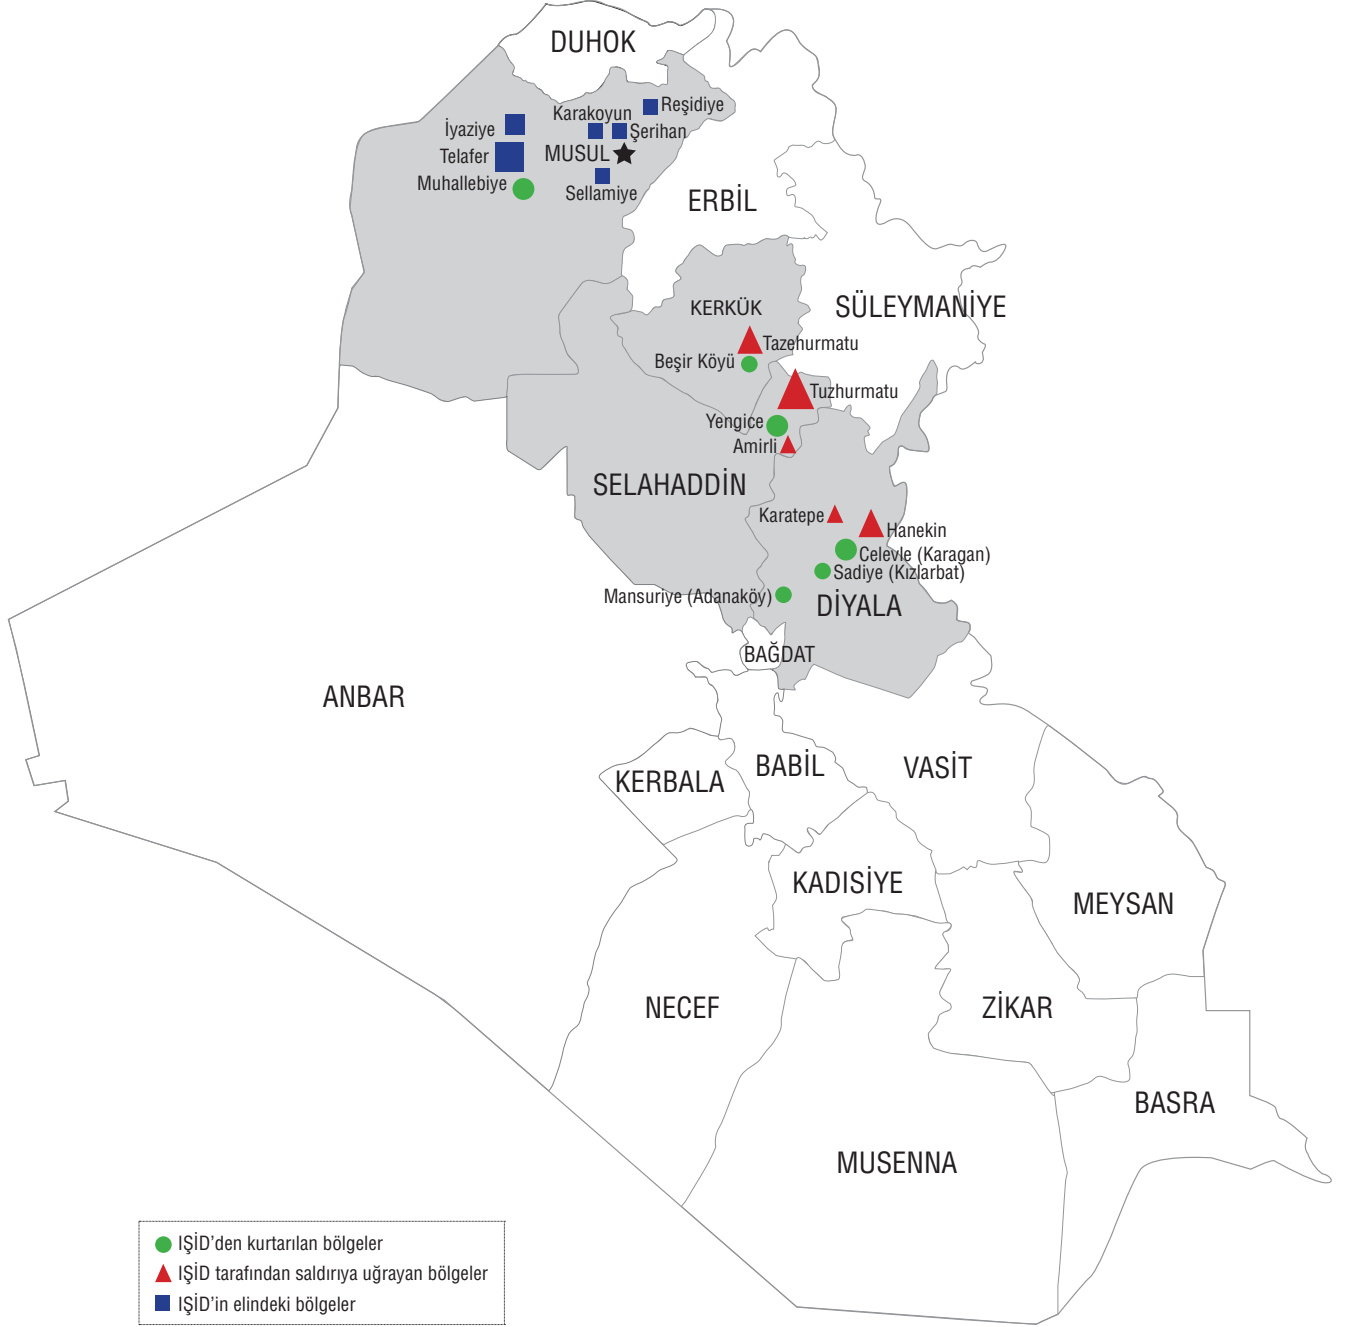 DUHOK
Reşidiye
Karakoyun
İyaziye
Şerihan
Telafer
MUSUL
Muhallebiye
Sellamiye
ERBİL
KERKÜK
SÜLEYMANİYE
Tazehurmatu
Beşir Köyü
Tuzhurmatu
Yengice
Amirli
SELAHADDİN
Karatepe
Hanekin
Celevle (Karagan)
Sadiye (Kızlarbat)
Mansuriye (Adanaköy)
DİYALA
BAĞDAT
ANBAR
BABİL
VASİT
KERBALA
KADISİYE
MEYSAN
NECEF
ZİKAR
BASRA
MUSENNA
IŞİD’den kurtarılan bölgeler
IŞİD tarafından saldırıya uğrayan bölgeler
IŞİD’in elindeki bölgeler